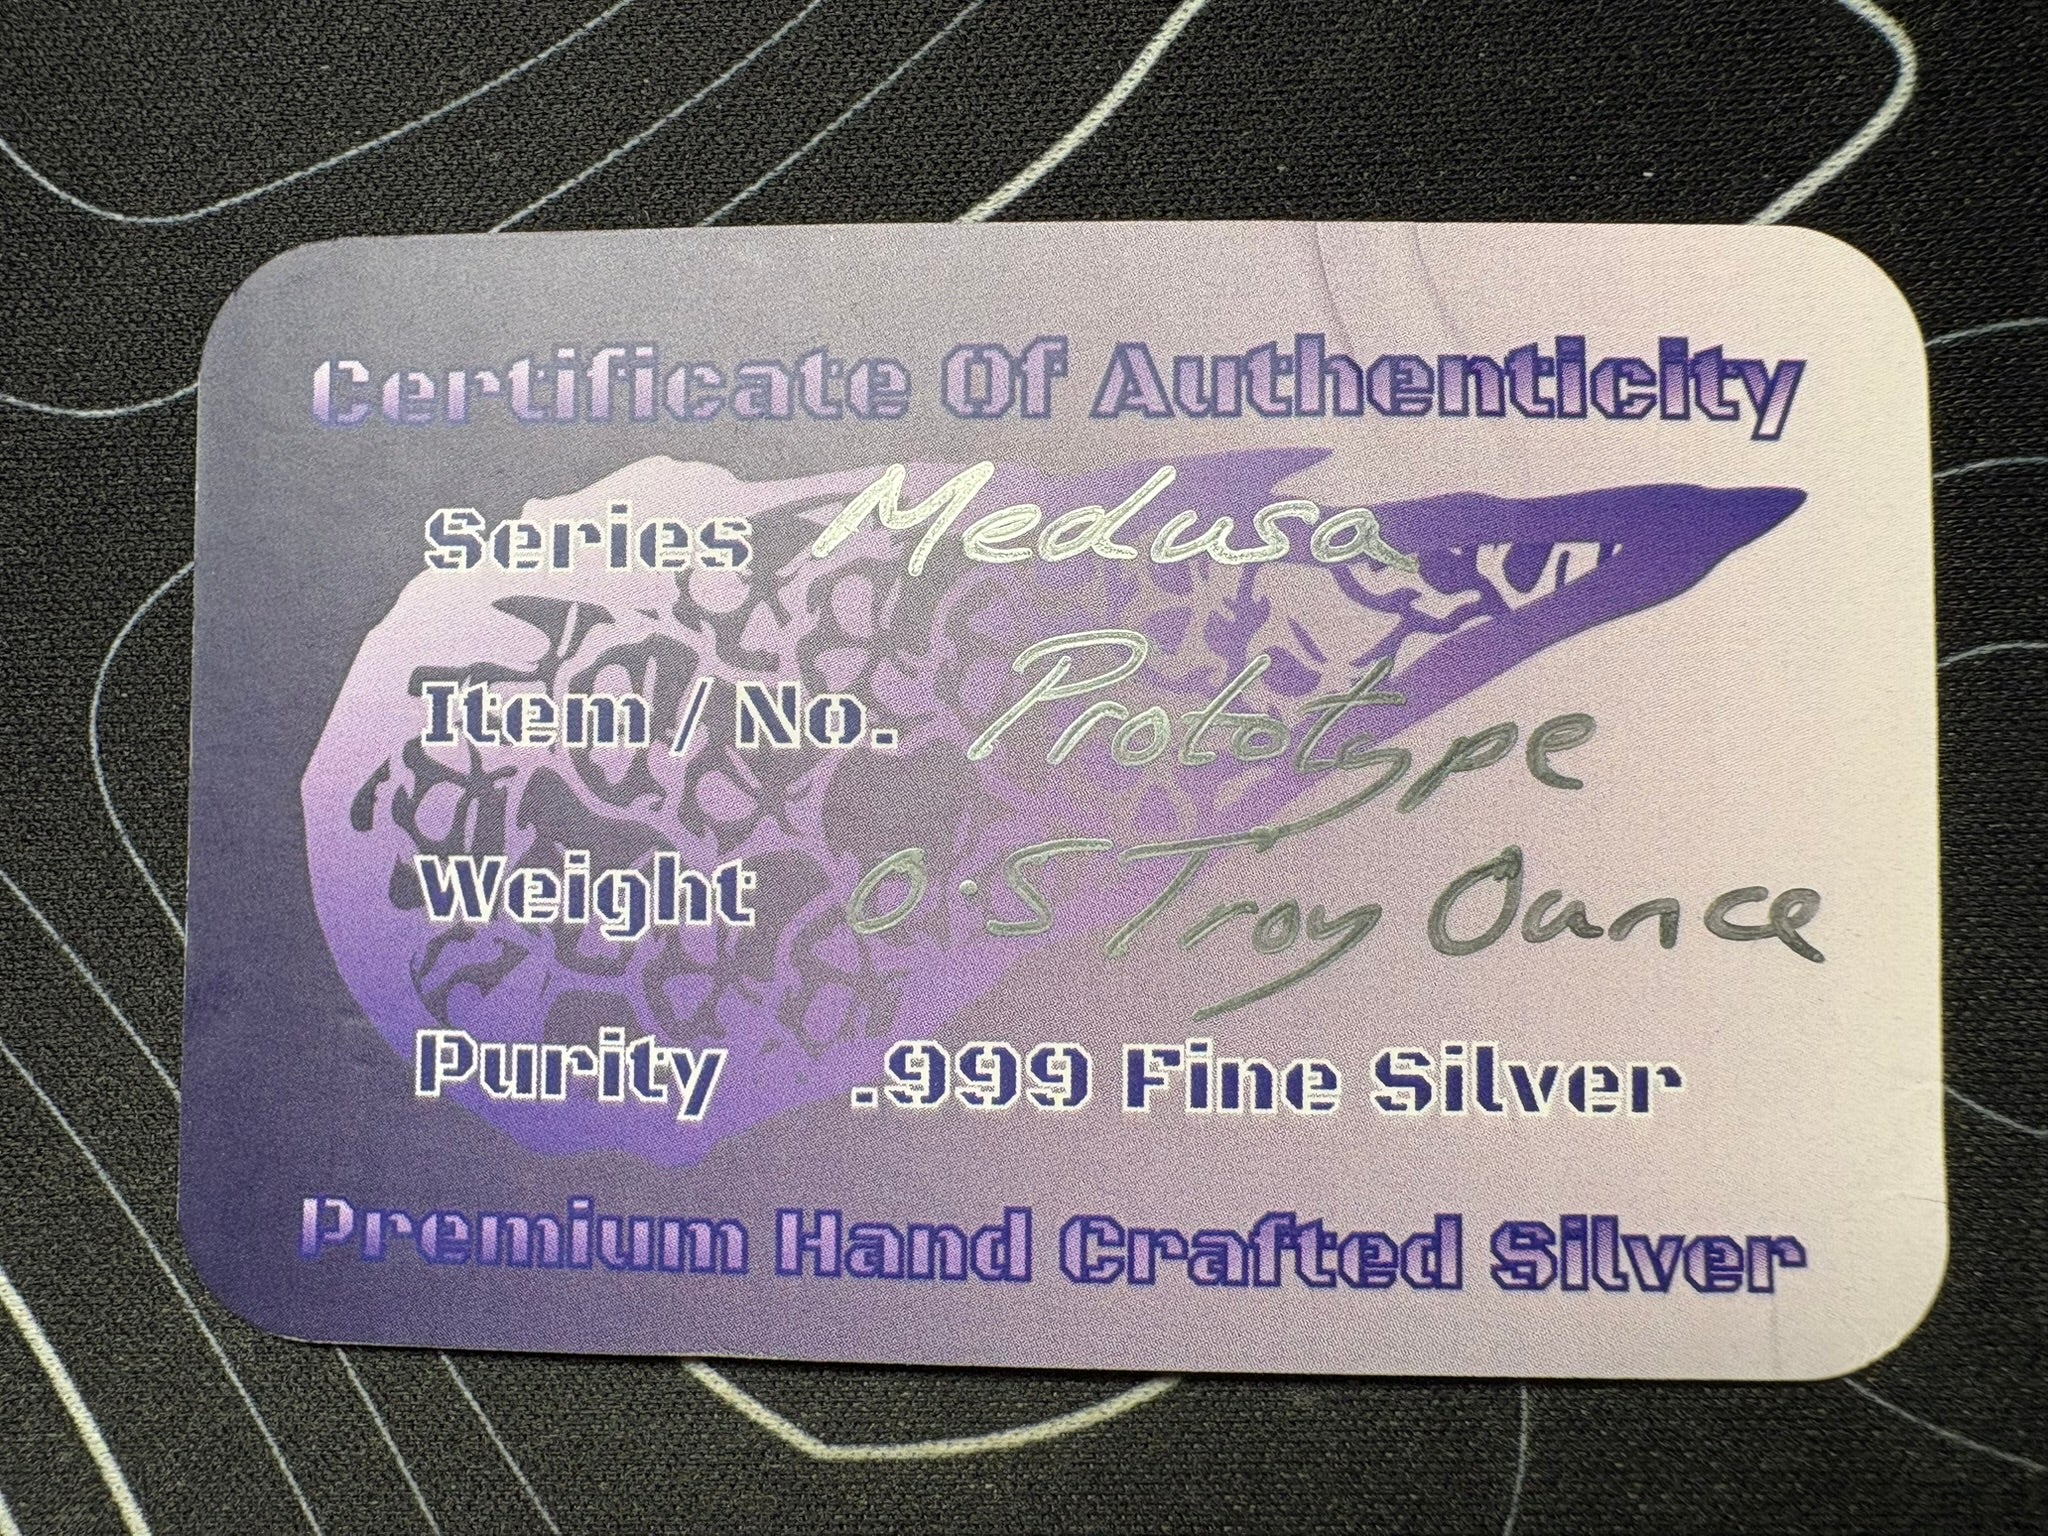 Certificate Of Authenticity
Series Medusa
Item / No. Prototype
Weight 0.5 Troy Ounce
Purity .999 Fine Silver
Premium Hand Crafted Silver